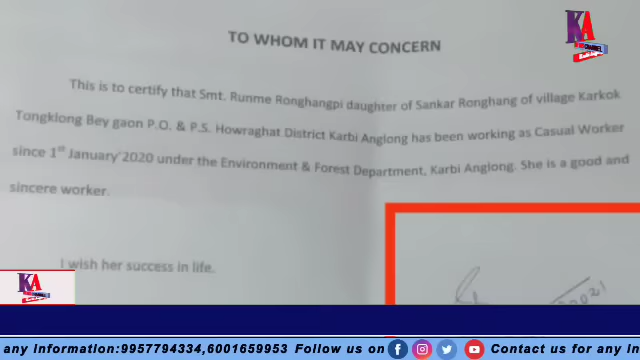 KA
CHANNEL
TO WHOM IT MAY CONCERN
This is to certify that Smt. Runme Ronghangpi daughter of Sankar Ronghang of village Karkok
Tongklong Bey gaon P.O. & P.S. Howraghat District Karbi Anglong has been working as Casual Worker
since 1st January'2020 under the Environment & Forest Department, Karbi Anglong. She is a good and
sincere worker.
I wish her success in life.
2021
KA
any Information:9957794334,6001659953 Follow us on Contact us for any In